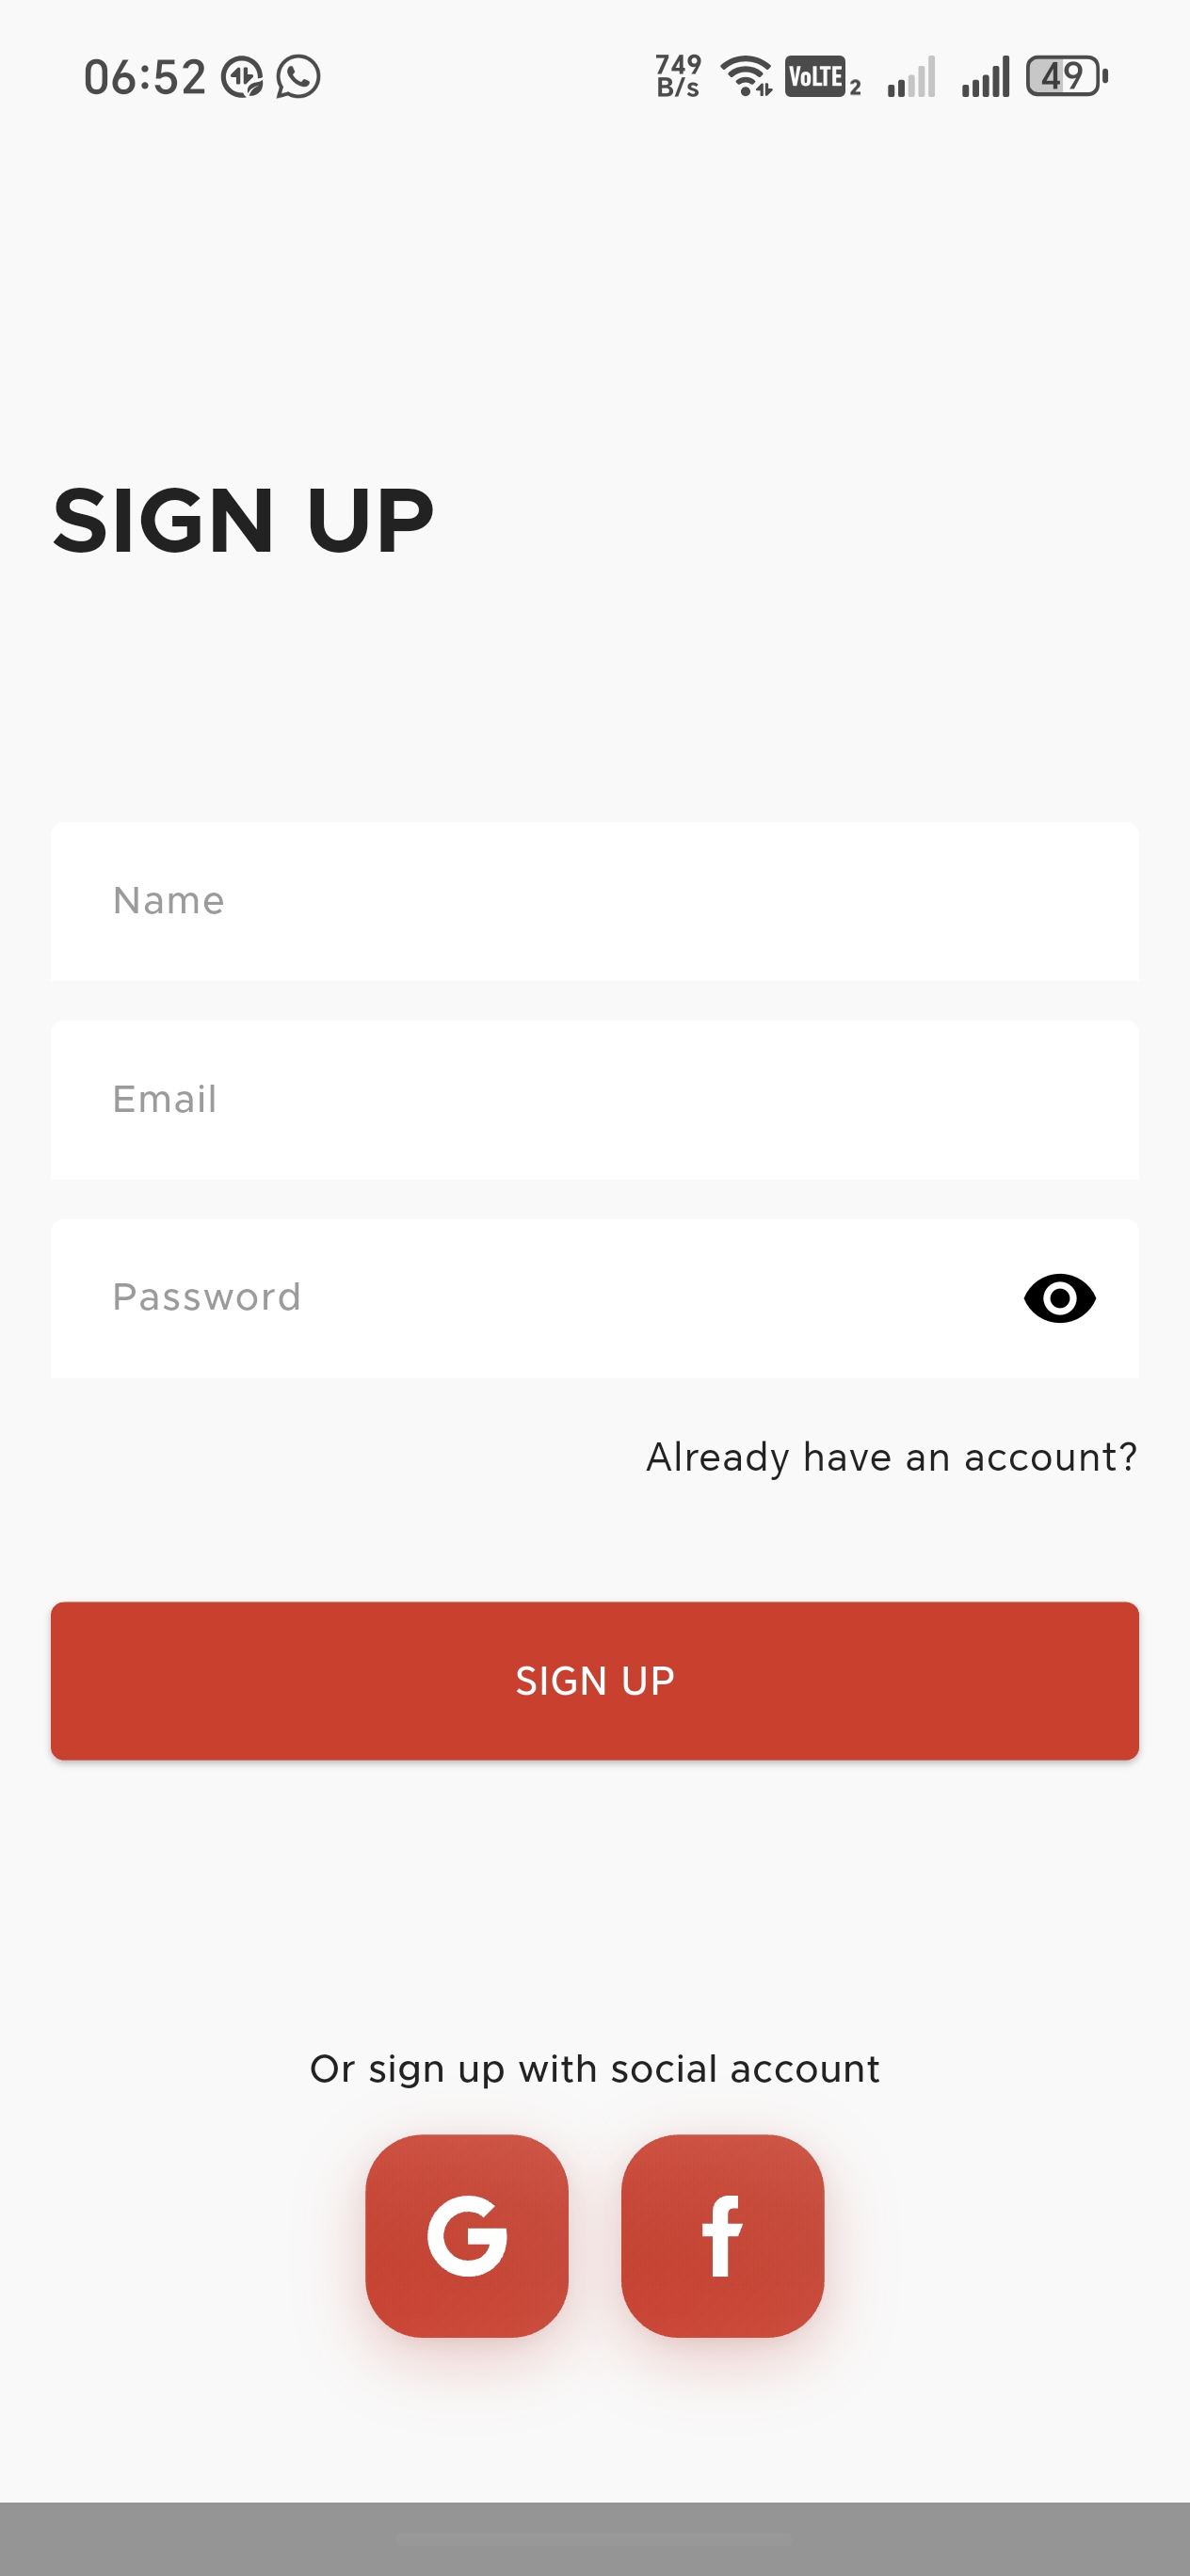 06:52 749 B/s VoLTE 2 49
SIGN UP
Name
Email
Password
Already have an account?
SIGN UP
Or sign up with social account
G f